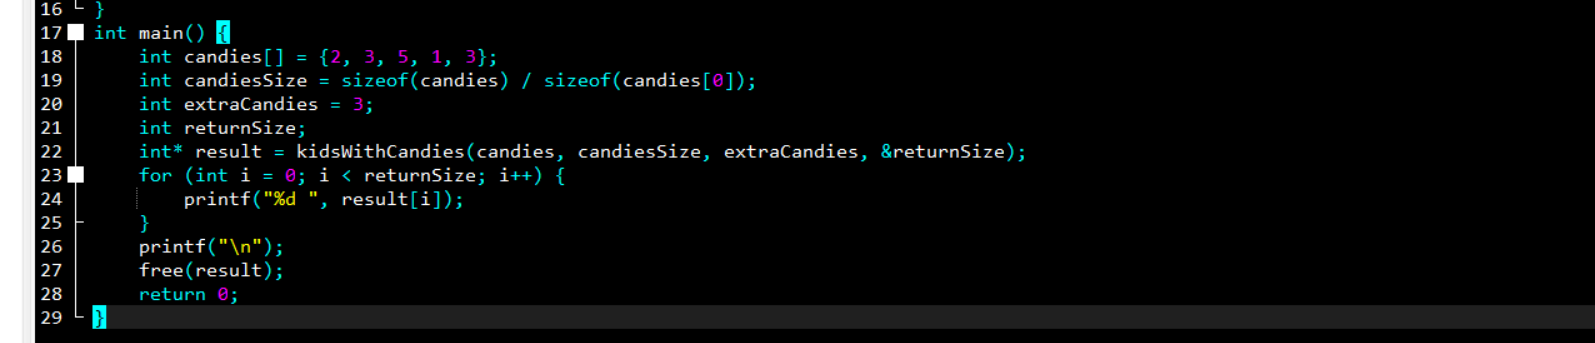 16 }
17 int main() {
18 int candies[] = {2, 3, 5, 1, 3};
19 int candiesSize = sizeof(candies) / sizeof(candies[0]);
20 int extraCandies = 3;
21 int returnSize;
22 int* result = kidsWithCandies(candies, candiesSize, extraCandies, &returnSize);
23 for (int i = 0; i < returnSize; i++) {
24 printf("%d ", result[i]);
25 }
26 printf("\n");
27 free(result);
28 return 0;
29 }